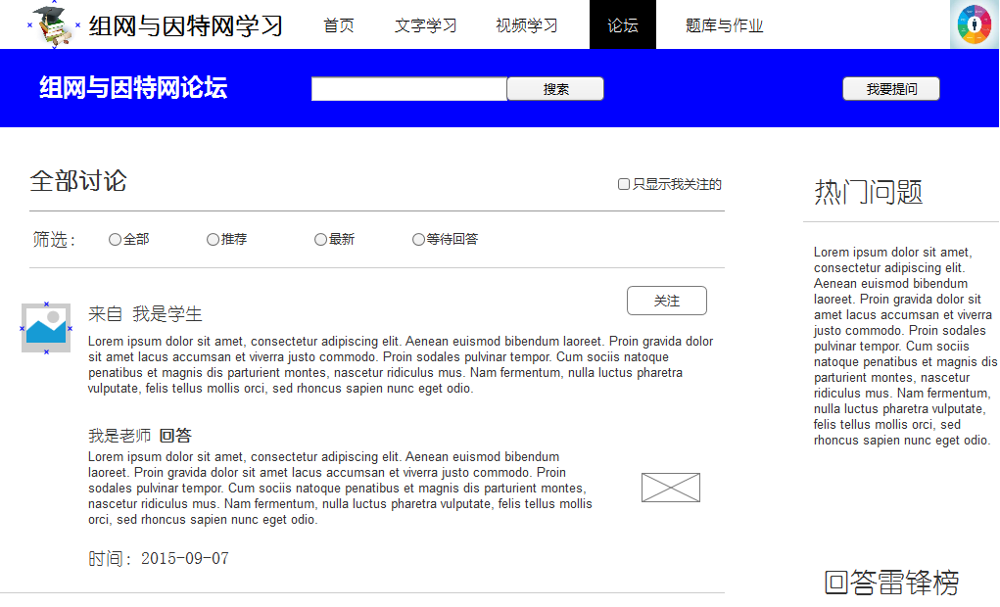 组网与因特网学习 首页 文字学习 视频学习 论坛 题库与作业
组网与因特网论坛 搜索 我要提问
全部讨论 只显示我关注的
筛选： 全部 推荐 最新 等待回答
来自 我是学生 关注
Lorem ipsum dolor sit amet, consectetur adipiscing elit. Aenean euismod bibendum laoreet. Proin gravida dolor
sit amet lacus accumsan et viverra justo commodo. Proin sodales pulvinar tempor. Cum sociis natoque
penatibus et magnis dis parturient montes, nascetur ridiculus mus. Nam fermentum, nulla luctus pharetra
vulputate, felis tellus mollis orci, sed rhoncus sapien nunc eget odio.
我是老师 回答
Lorem ipsum dolor sit amet, consectetur adipiscing elit. Aenean euismod bibendum
laoreet. Proin gravida dolor sit amet lacus accumsan et viverra justo commodo. Proin
sodales pulvinar tempor. Cum sociis natoque penatibus et magnis dis parturient montes,
nascetur ridiculus mus. Nam fermentum, nulla luctus pharetra vulputate, felis tellus mollis
orci, sed rhoncus sapien nunc eget odio.
时间：2015-09-07
热门问题
Lorem ipsum dolor sit amet,
consectetur adipiscing elit.
Aenean euismod bibendum
laoreet. Proin gravida dolor sit
amet lacus accumsan et viverra
justo commodo. Proin sodales
pulvinar tempor. Cum sociis
natoque penatibus et magnis dis
parturient montes, nascetur
ridiculus mus. Nam fermentum,
nulla luctus pharetra vulputate,
felis tellus mollis orci, sed
rhoncus sapien nunc eget odio.
回答雷锋榜